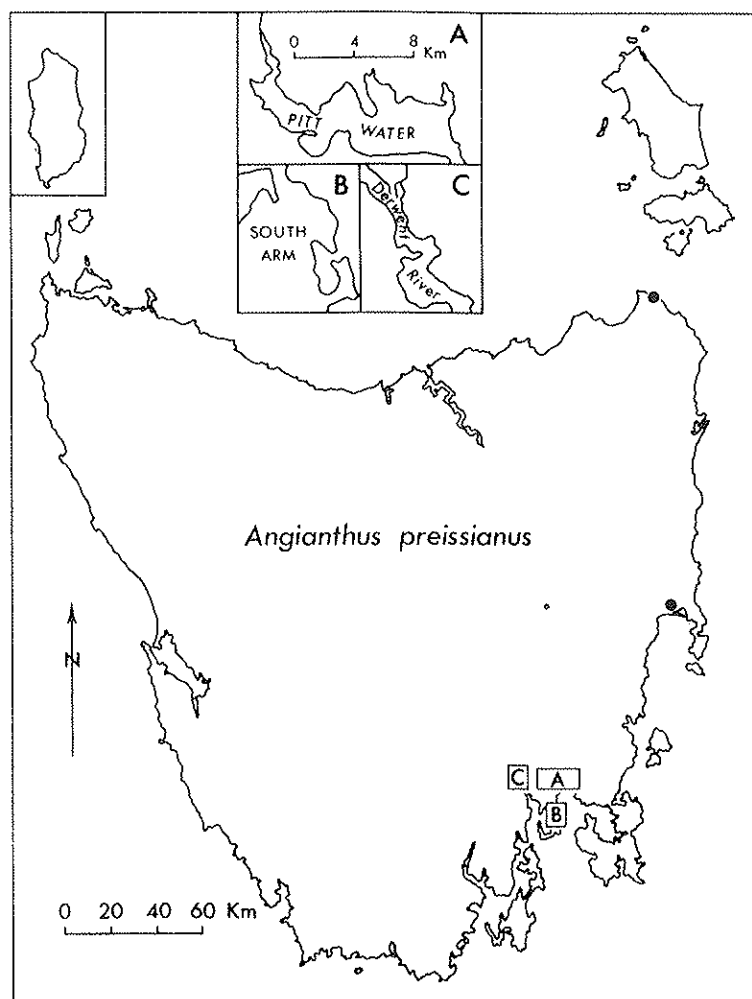 A
0 4 8
Km
PITT WATER
B
C
SOUTH
ARM
Derwent
River
Angianthus preissianus
N
C
A
B
0 20 40 60 Km